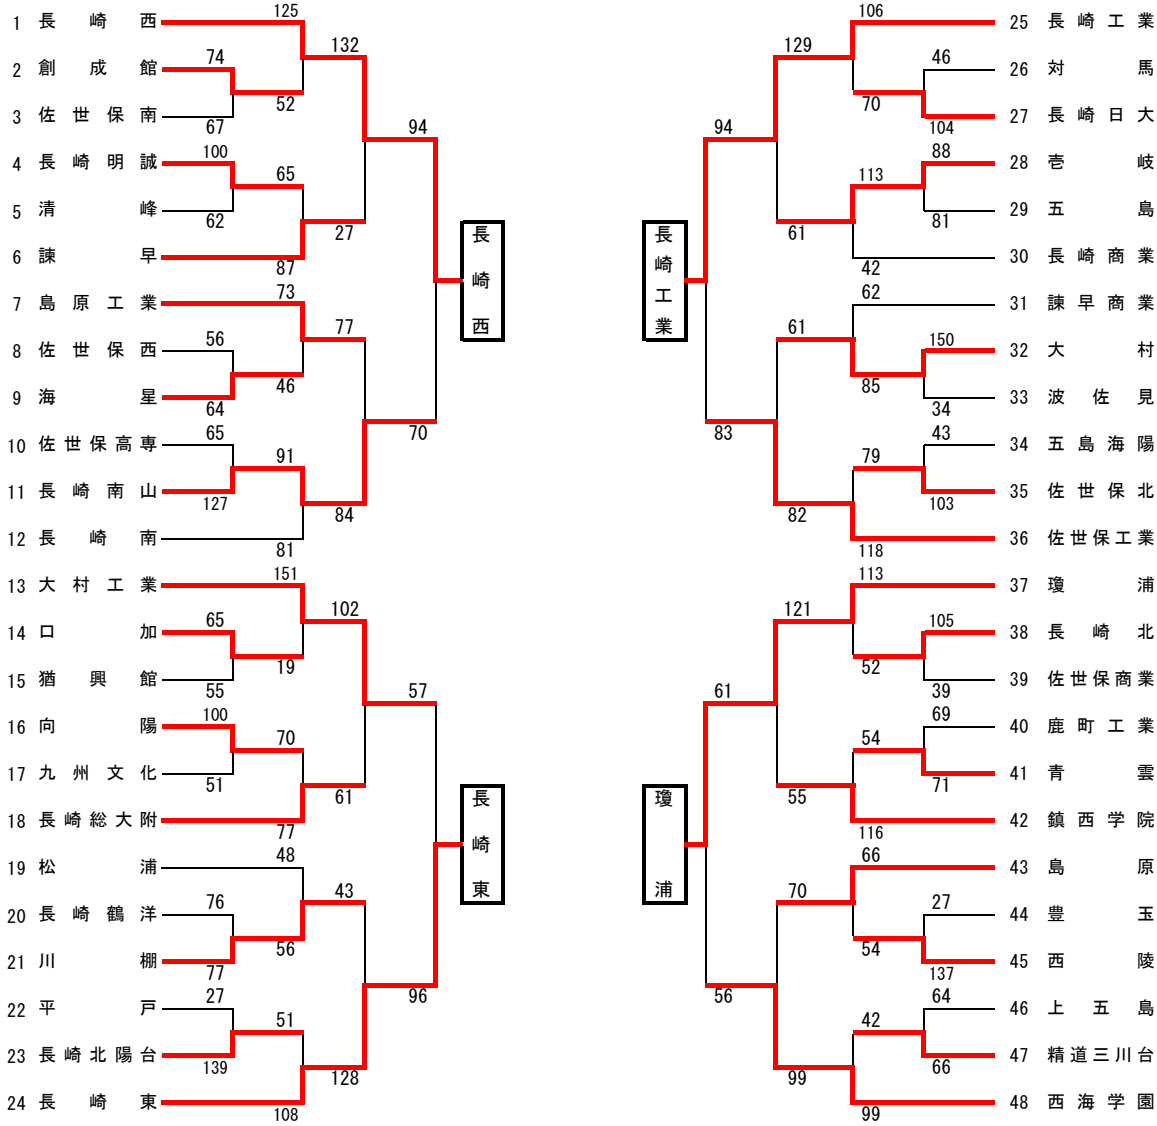 1 長崎西
2 創成館
3 佐世保南
4 長崎明誠
5 清峰
6 諫早
7 島原工業
8 佐世保西
9 海星
10 佐世保高専
11 長崎南山
12 長崎南
13 大村工業
14 口加
15 猶興館
16 向陽
17 九州文化
18 長崎総大附
19 松浦
20 長崎鶴洋
21 川棚
22 平戸
23 長崎北陽台
24 長崎東
125
74
52
67
100
65
62
87
73
56
46
64
65
91
127
81
151
65
19
55
100
70
51
77
48
76
56
77
27
51
139
108
132
27
77
84
102
61
43
128
94
70
57
96
長崎西
長崎東
長崎工業
瓊浦
94
83
61
56
129
61
61
82
121
55
70
99
106
46
70
104
88
113
81
42
62
150
85
34
43
79
103
118
113
105
52
39
69
54
71
116
66
27
54
137
64
42
66
99
25 長崎工業
26 対馬
27 長崎日大
28 壱岐
29 五島
30 長崎商業
31 諫早商業
32 大村
33 波佐見
34 五島海陽
35 佐世保北
36 佐世保工業
37 瓊浦
38 長崎北
39 佐世保商業
40 鹿町工業
41 青雲
42 鎮西学院
43 島原
44 豊玉
45 西陵
46 上五島
47 精道三川台
48 西海学園